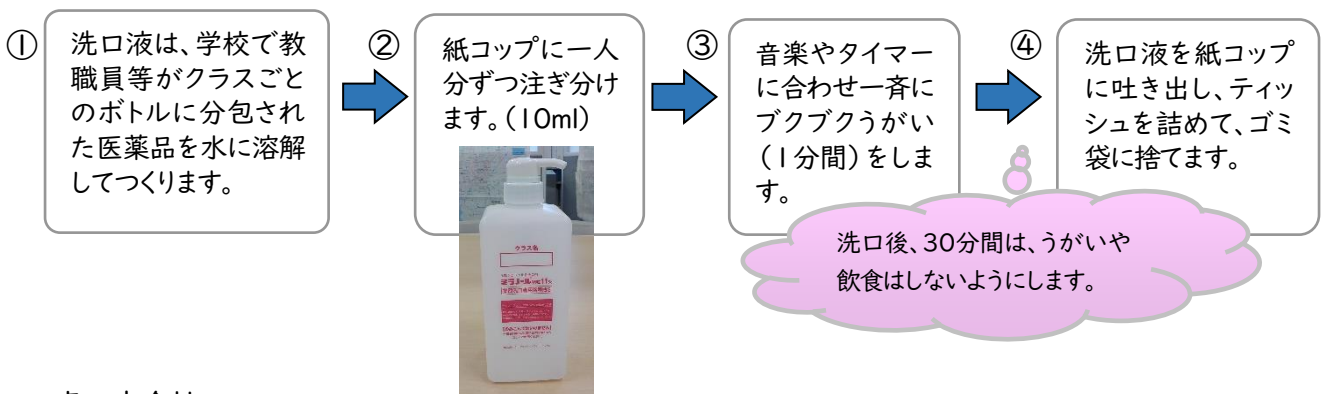 ①
洗口液は、学校で教
職員等がクラスごと
のボトルに分包され
た医薬品を水に溶解
してつくります。
②
紙コップに一人
分ずつ注ぎ分け
ます。(10ml)
クラス名
③
音楽やタイマー
に合わせ一斉に
ブクブクうがい
(1分間)をしま
す。
④
洗口液を紙コップ
に吐き出し、ティッ
シュを詰めて、ゴミ
袋に捨てます。
洗口後、30分間は、うがいや
飲食はしないようにします。